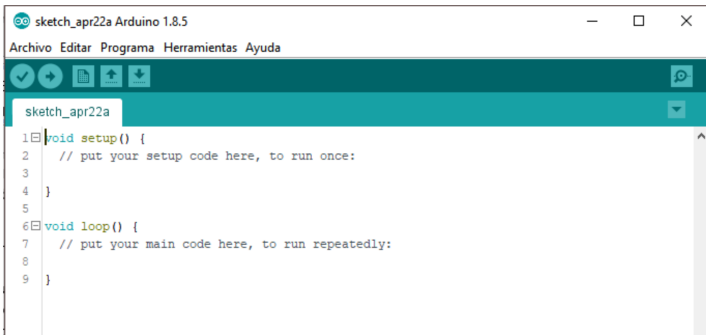 sketch_apr22a Arduino 1.8.5
Archivo Editar Programa Herramientas Ayuda
sketch_apr22a
1 void setup() {
2 // put your setup code here, to run once:
3
4 }
5
6 void loop() {
7 // put your main code here, to run repeatedly:
8
9 }